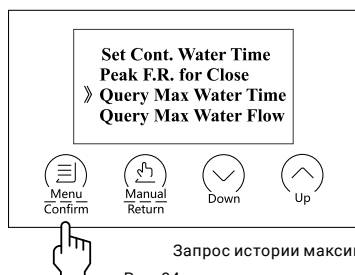 Set Cont. Water Time
Peak F.R. for Close
》Query Max Water Time
Query Max Water Flow
Menu
Confirm
Manual
Return
Down
Up
Запрос истории